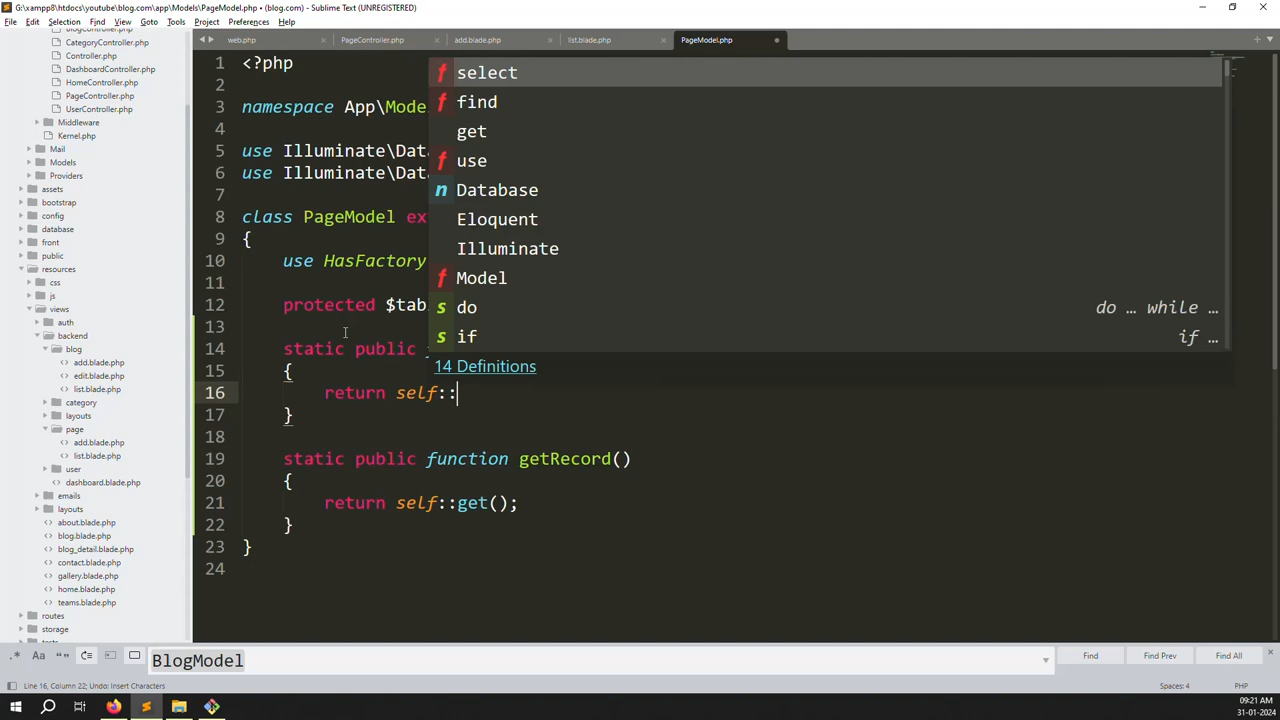 G:\xampp8\htdocs\youtube\blog.com\app\Models\PageModel.php • (blog.com) - Sublime Text (UNREGISTERED)
File Edit Selection Find View Goto Tools Project Preferences Help
web.php PageController.php add.blade.php list.blade.php PageModel.php
CategoryController.php
Controller.php
DashboardController.php
HomeController.php
PageController.php
UserController.php
Middleware
Kernel.php
Mail
Models
Providers
assets
bootstrap
config
database
front
public
resources
css
js
views
auth
backend
blog
add.blade.php
edit.blade.php
list.blade.php
category
layouts
page
add.blade.php
list.blade.php
user
dashboard.blade.php
emails
layouts
about.blade.php
blog.blade.php
blog_detail.blade.php
contact.blade.php
gallery.blade.php
home.blade.php
teams.blade.php
routes
storage
1 <?php
2
3 namespace App\Mode
4
5 use Illuminate\Dat
6 use Illuminate\Dat
7
8 class PageModel ex
9 {
10 use HasFactory
11
12 protected $tab
13
14 static public
15 {
16 return self::
17 }
18
19 static public function getRecord()
20 {
21 return self::get();
22 }
23 }
24
f select
f find
get
f use
n Database
Eloquent
Illuminate
f Model
s do do … while …
s if if …
14 Definitions
.* Aa “” BlogModel Find Find Prev Find All
Line 16, Column 22; Undo: Insert Characters Spaces: 4 PHP
09:21 AM
31-01-2024